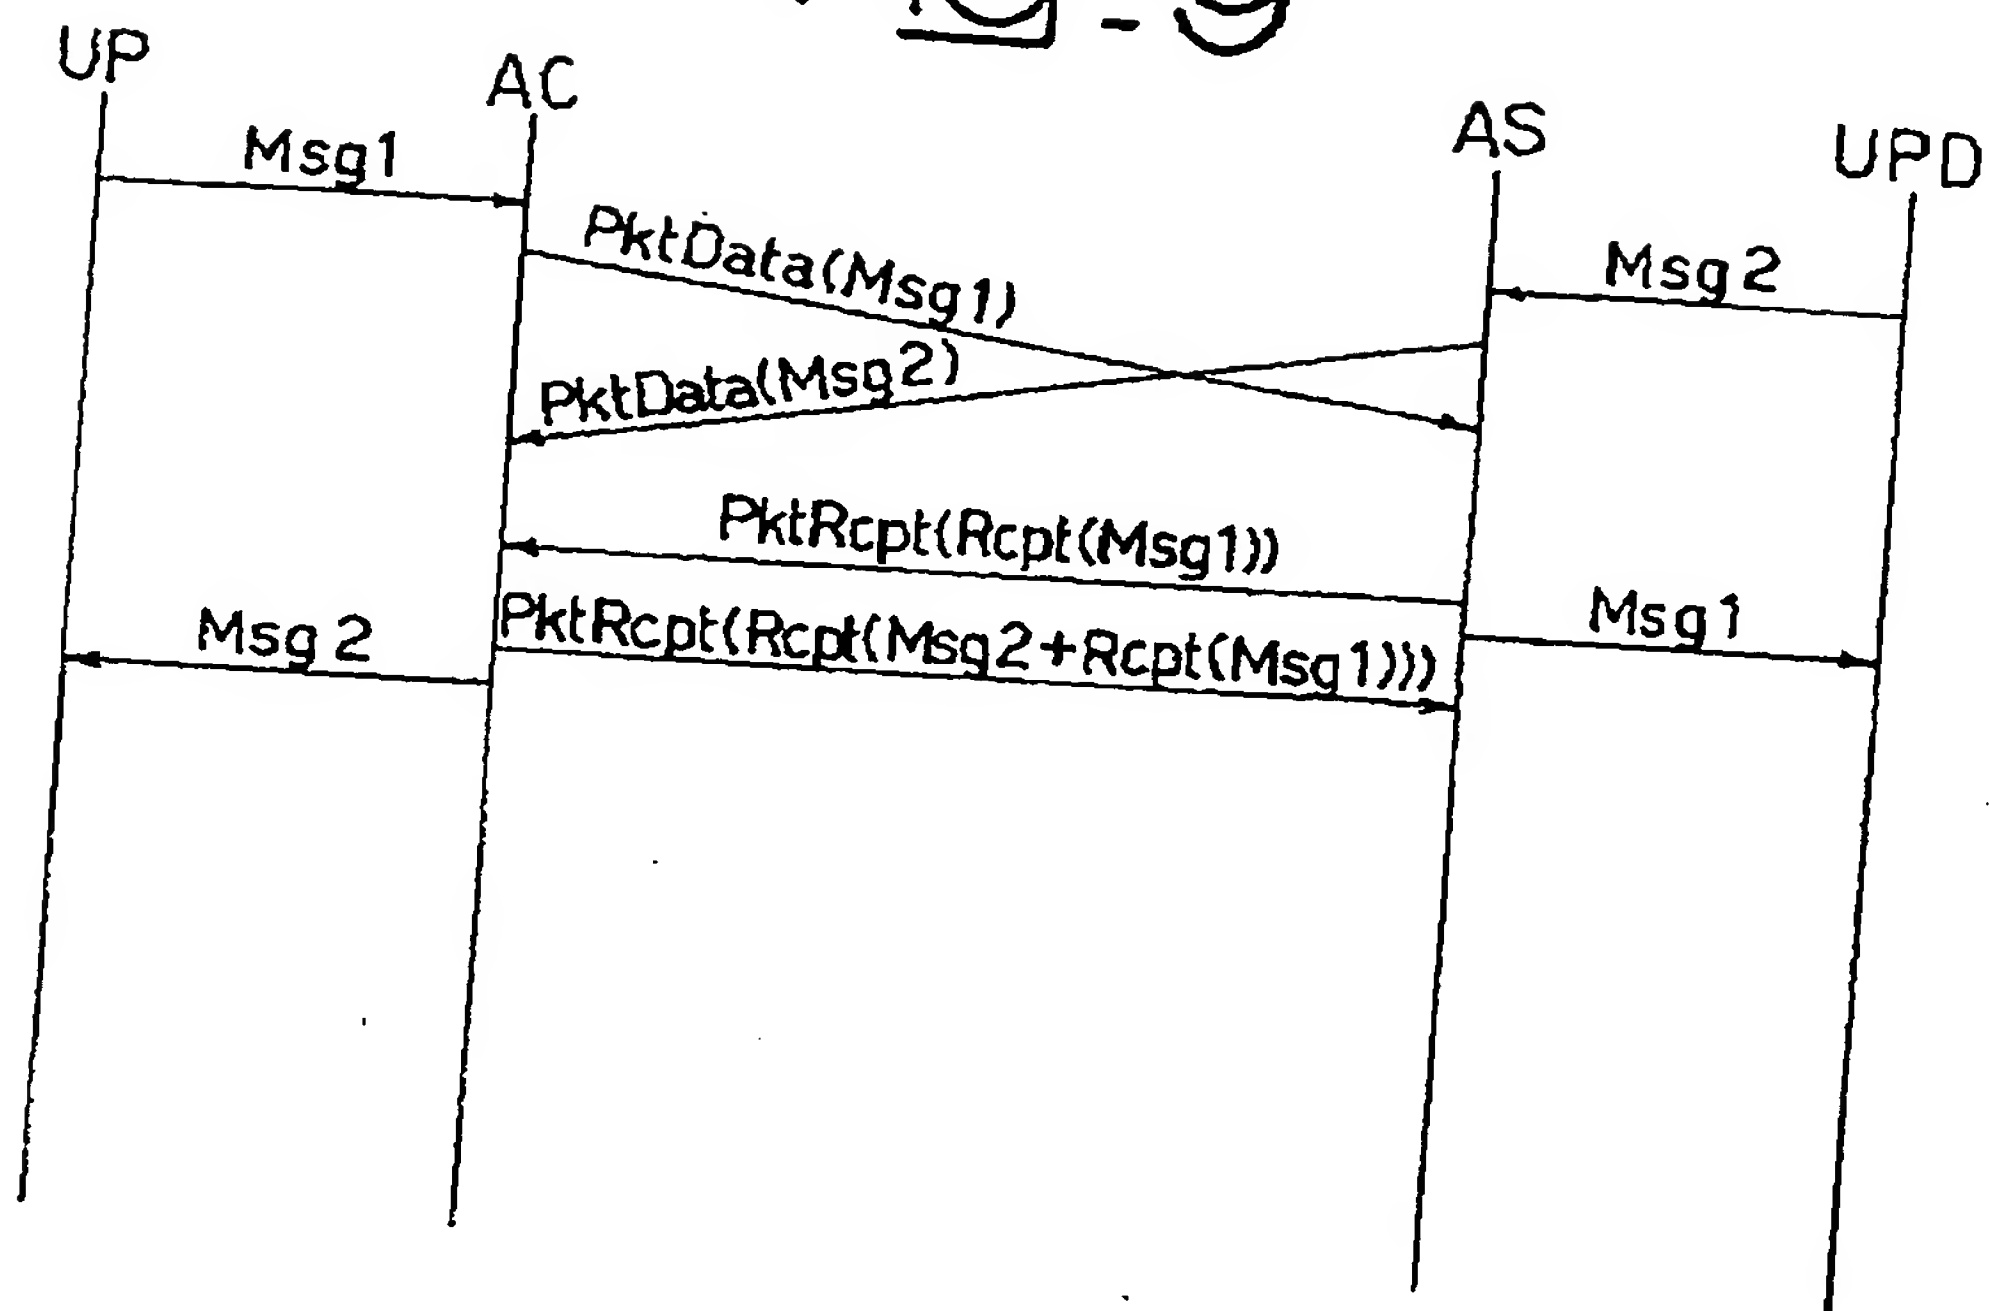 UP
AC
AS
UPD
Msg1
PktData(Msg1)
Msg2
PktData(Msg2)
PktRcpt(Rcpt(Msg1))
Msg2
PktRcpt(Rcpt(Msg2+Rcpt(Msg1)))
Msg1